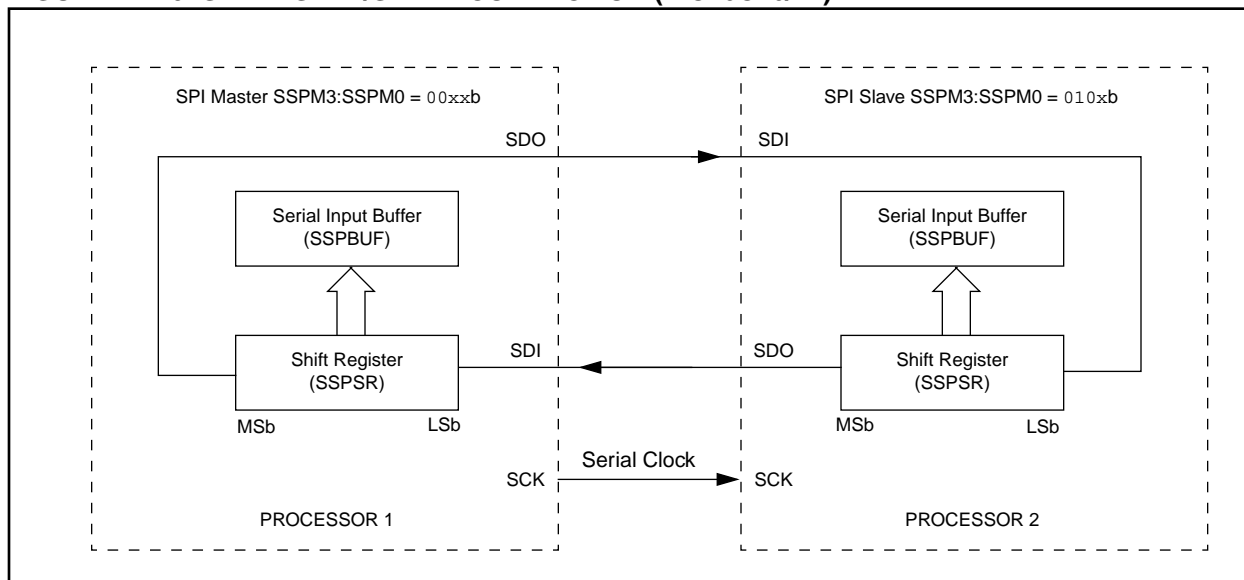 SPI Master SSPM3:SSPM0 = 00xxb
SPI Slave SSPM3:SSPM0 = 010xb
SDO
SDI
Serial Input Buffer
(SSPBUF)
Serial Input Buffer
(SSPBUF)
Shift Register
(SSPSR)
SDI
SDO
Shift Register
(SSPSR)
MSb
LSb
MSb
LSb
Serial Clock
SCK
SCK
PROCESSOR 1
PROCESSOR 2